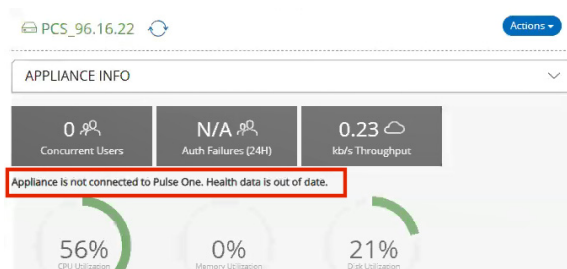 PCS_96.16.22
Actions
APPLIANCE INFO
0
Concurrent Users
N/A
Auth Failures (24H)
0.23
kb/s Throughput
Appliance is not connected to Pulse One. Health data is out of date.
56%
CPU Utilization
0%
Memory Utilization
21%
Disk Utilization